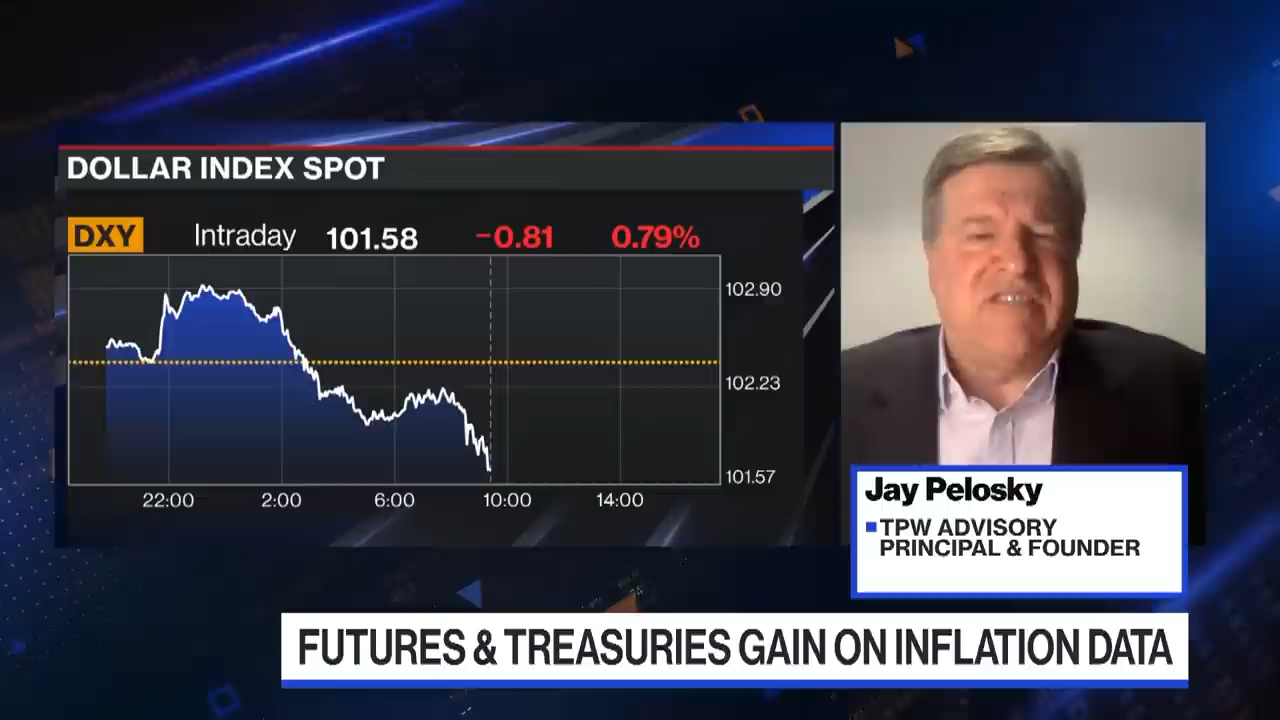 DOLLAR INDEX SPOT
DXY Intraday 101.58 −0.81 0.79%
102.90
102.23
101.57
22:00 2:00 6:00 10:00 14:00
Jay Pelosky
TPW ADVISORY
PRINCIPAL & FOUNDER
FUTURES & TREASURIES GAIN ON INFLATION DATA